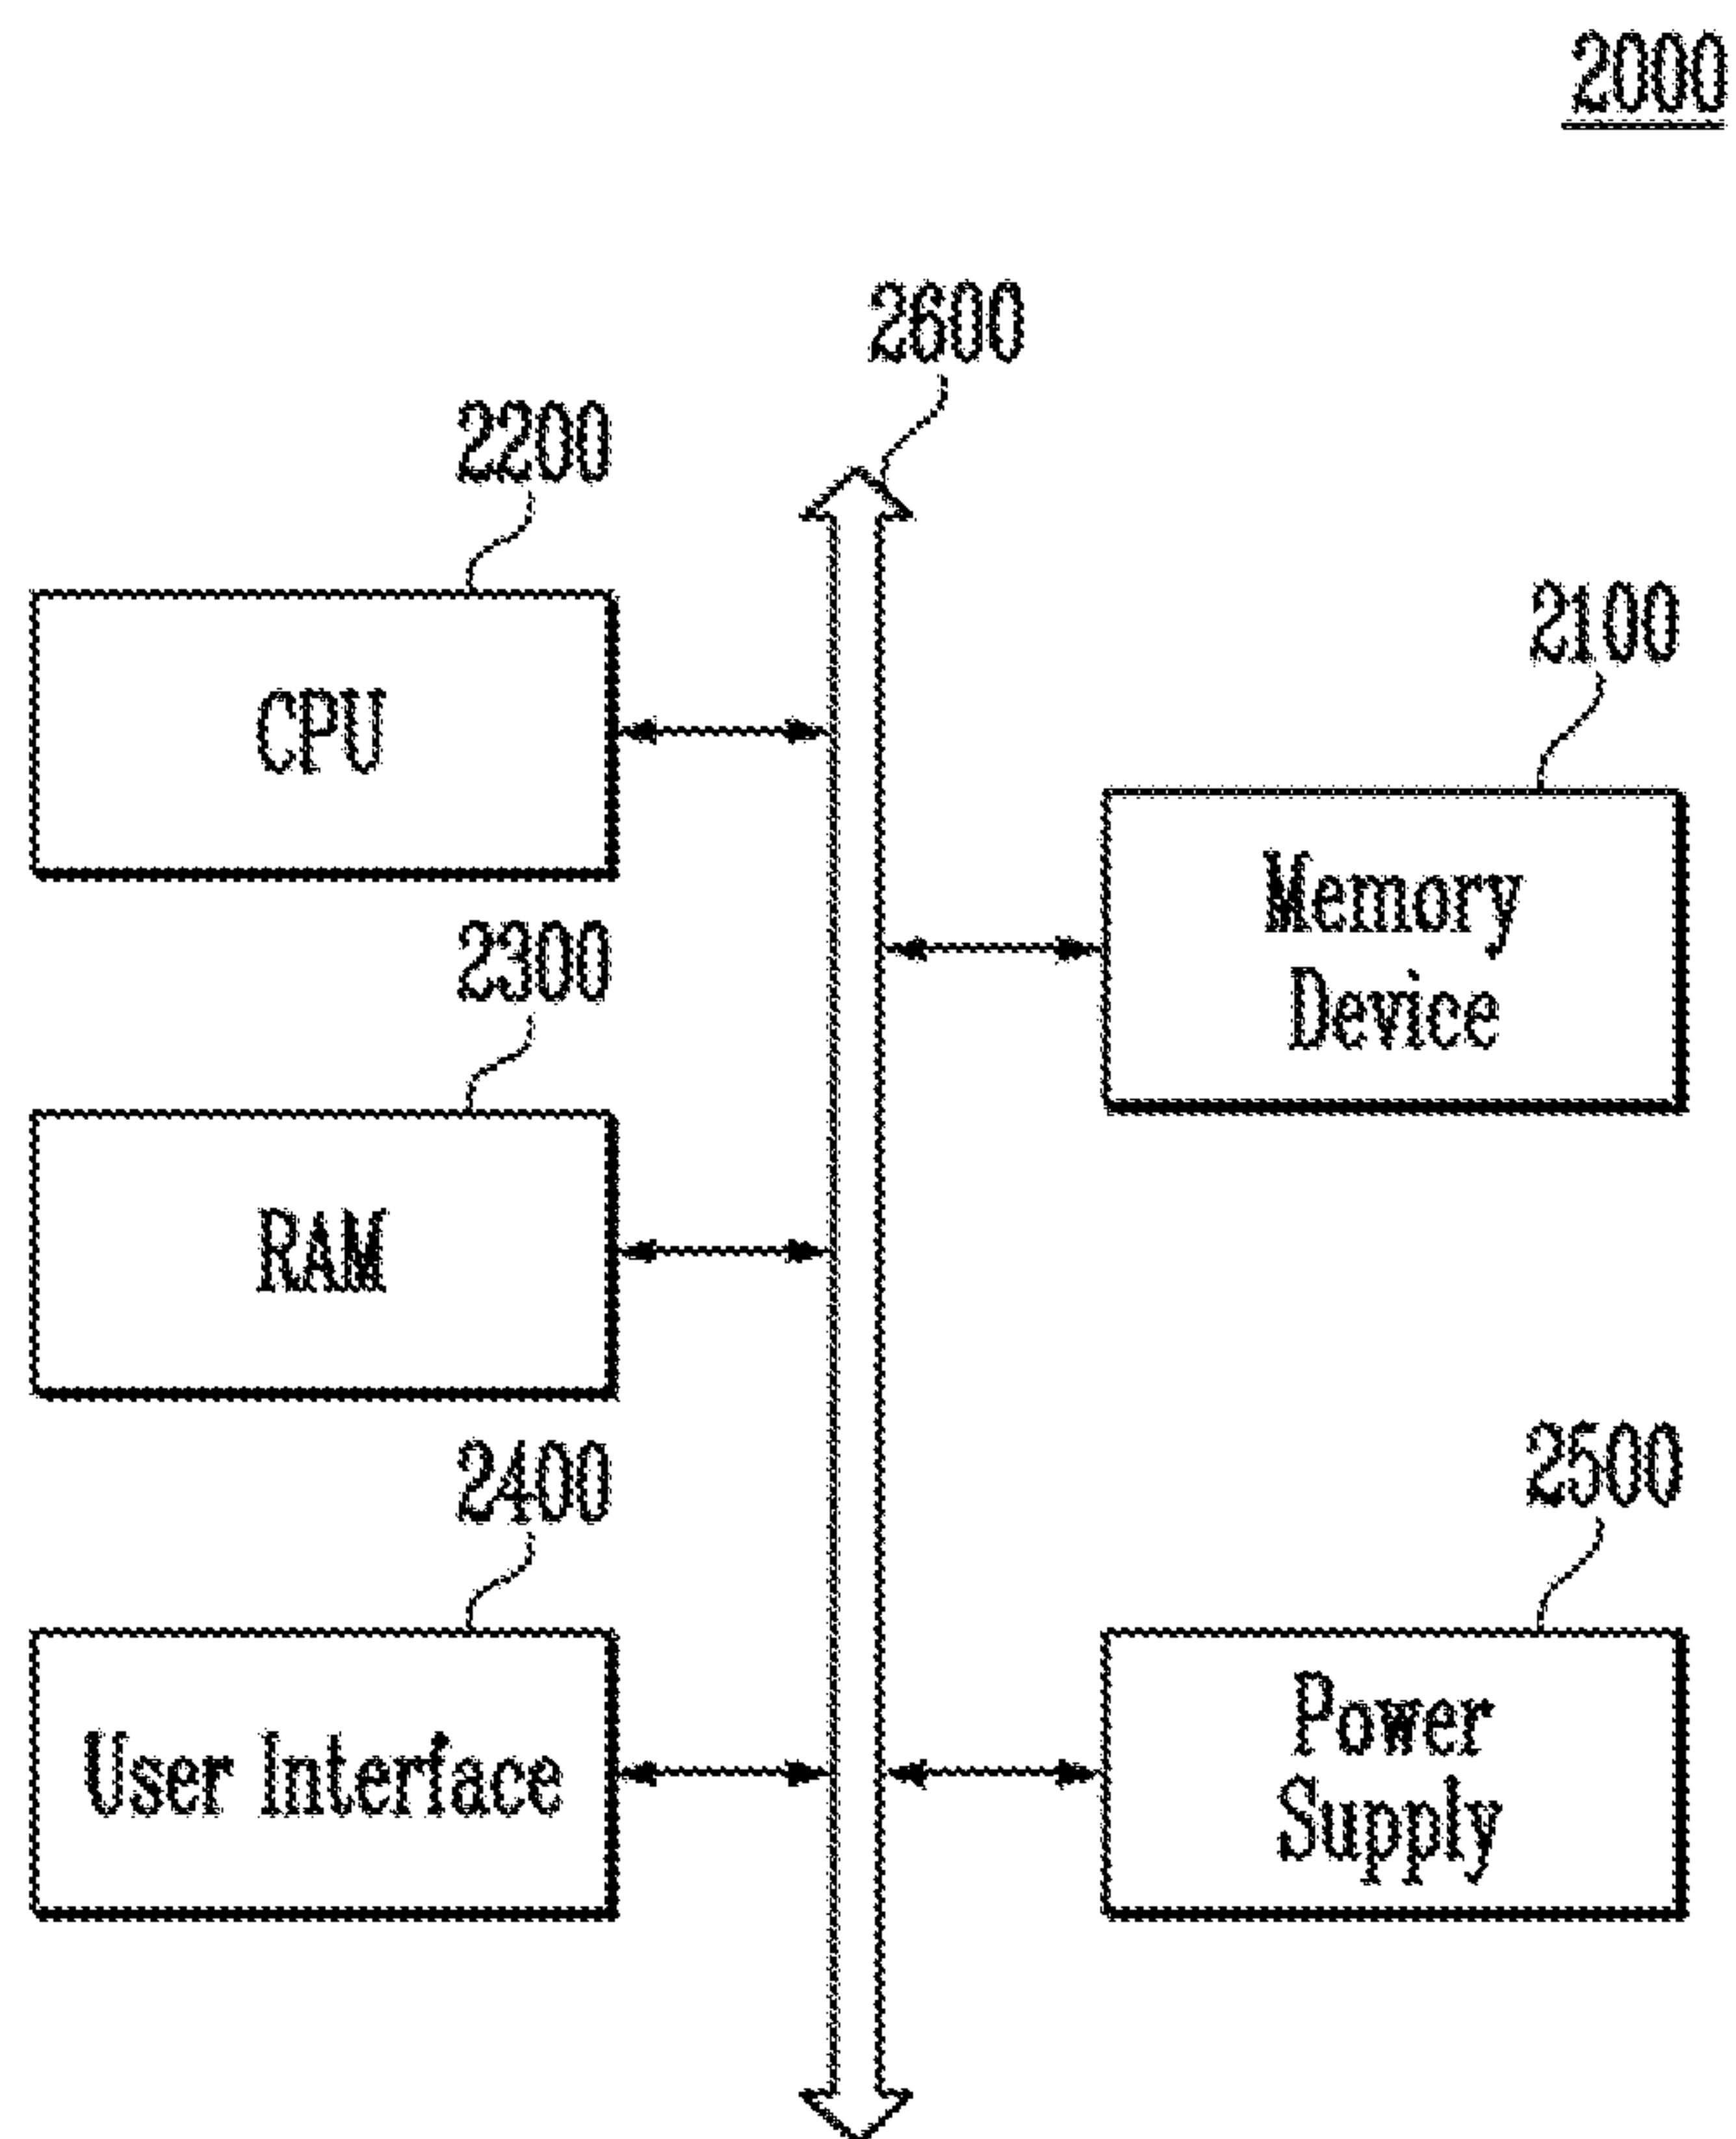 2000
2600
2200
CPU
2100
Memory
Device
2300
RAM
2400
User Interface
2500
Power
Supply